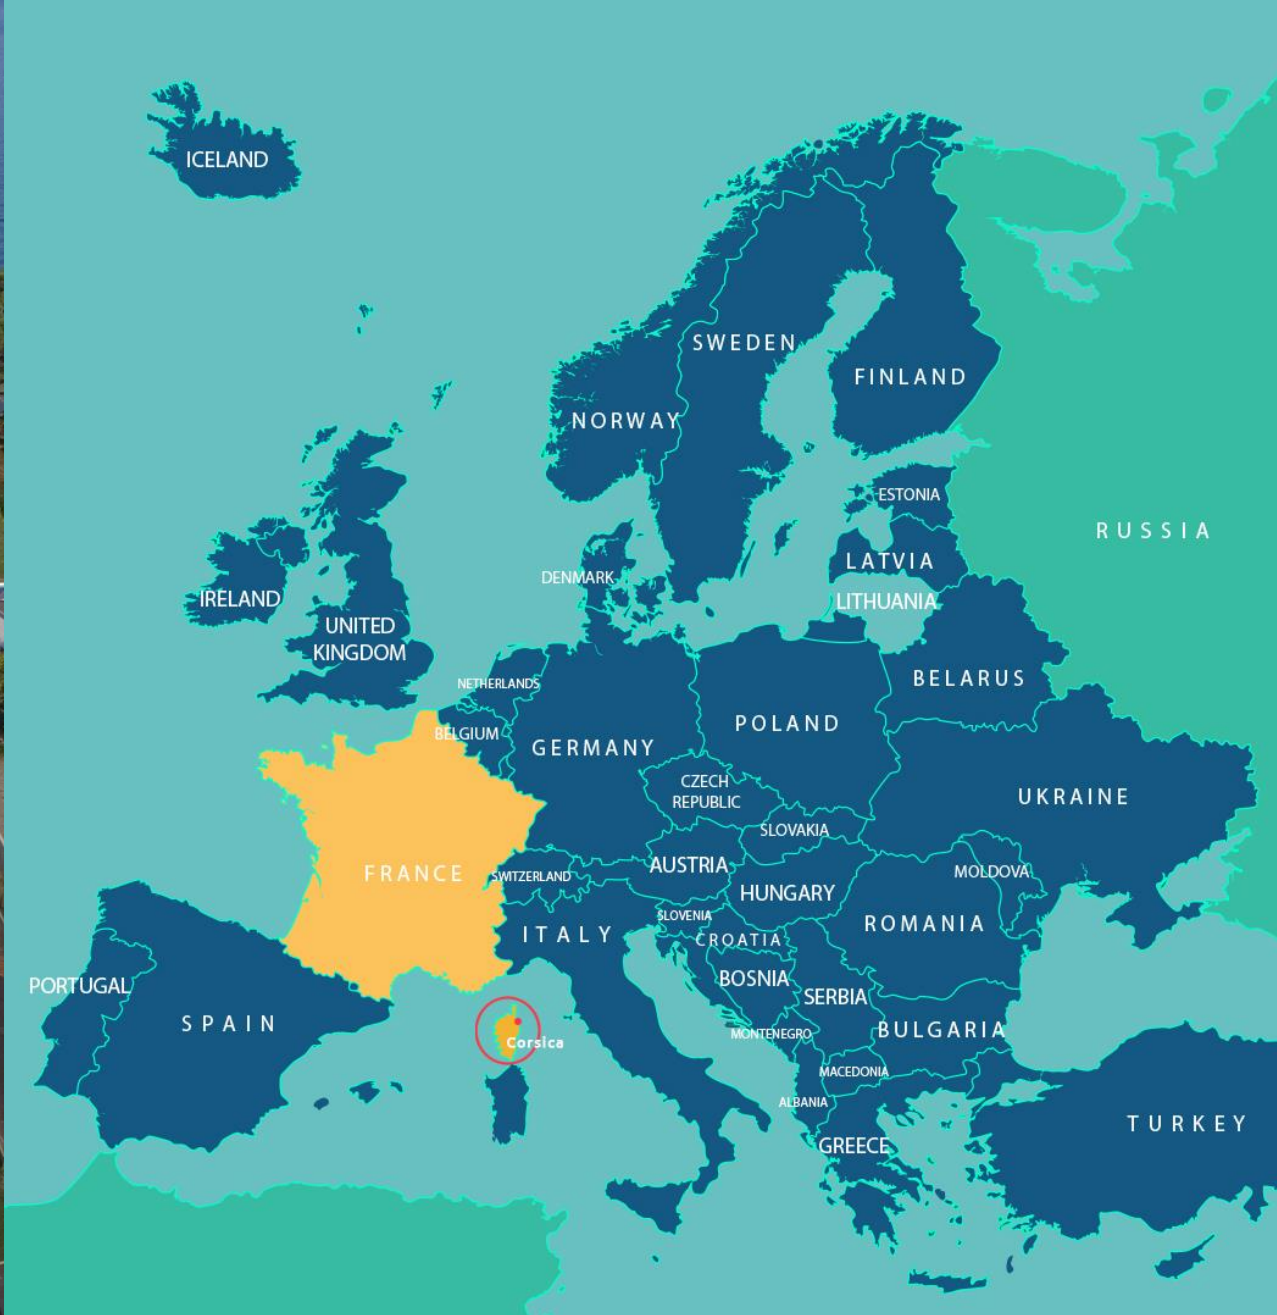 ICELAND
SWEDEN
FINLAND
NORWAY
ESTONIA
RUSSIA
LATVIA
DENMARK
IRELAND
LITHUANIA
UNITED
KINGDOM
BELARUS
NETHERLANDS
POLAND
BELGIUM
GERMANY
CZECH
REPUBLIC
UKRAINE
SLOVAKIA
FRANCE
SWITZERLAND
AUSTRIA
MOLDOVA
HUNGARY
SLOVENIA
ROMANIA
ITALY
CROATIA
BOSNIA
PORTUGAL
SERBIA
SPAIN
MONTENEGRO
BULGARIA
Corsica
MACEDONIA
ALBANIA
TURKEY
GREECE